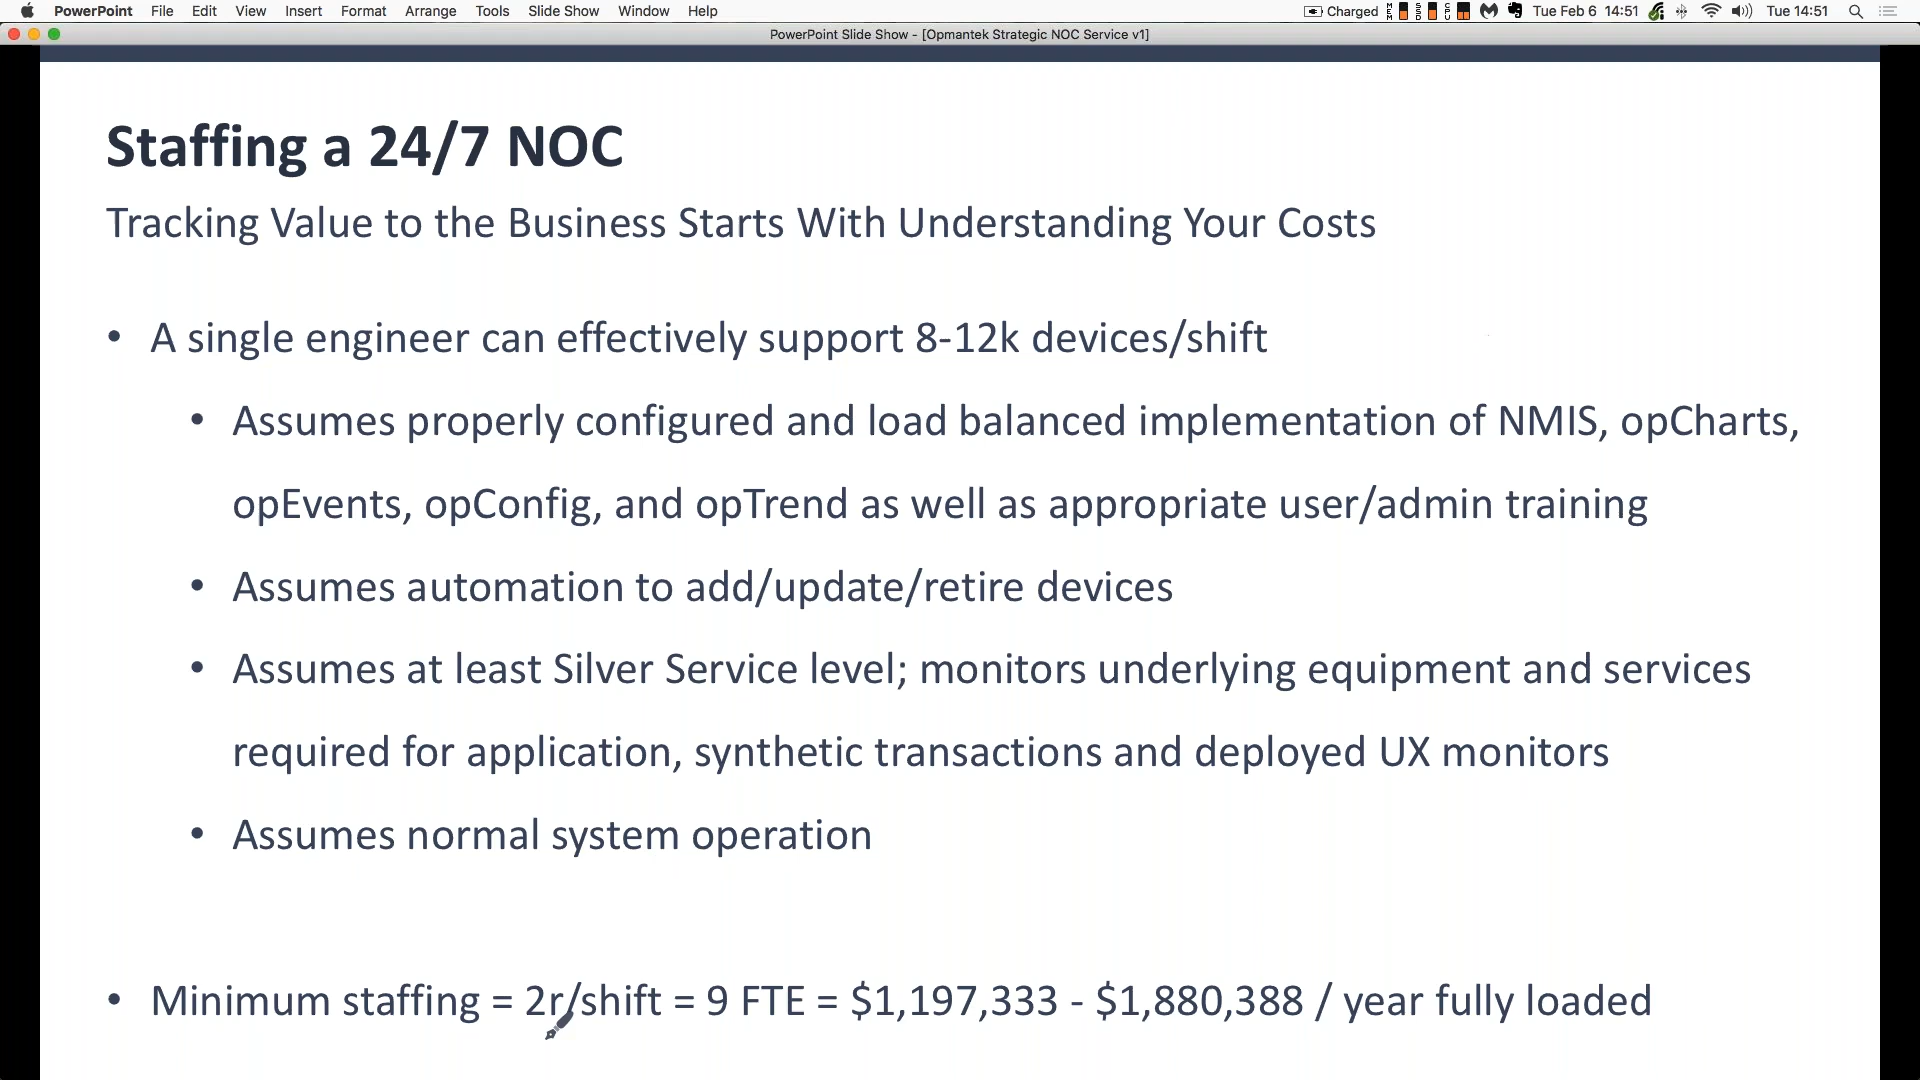 PowerPoint File Edit View Insert Format Arrange Tools Slide Show Window Help Charged MEM SSD CPU Tue Feb 6 14:51 Tue 14:51
PowerPoint Slide Show - [Opmantek Strategic NOC Service v1]
Staffing a 24/7 NOC
Tracking Value to the Business Starts With Understanding Your Costs
• A single engineer can effectively support 8-12k devices/shift
• Assumes properly configured and load balanced implementation of NMIS, opCharts,
opEvents, opConfig, and opTrend as well as appropriate user/admin training
• Assumes automation to add/update/retire devices
• Assumes at least Silver Service level; monitors underlying equipment and services
required for application, synthetic transactions and deployed UX monitors
• Assumes normal system operation
• Minimum staffing = 2r/shift = 9 FTE = $1,197,333 - $1,880,388 / year fully loaded